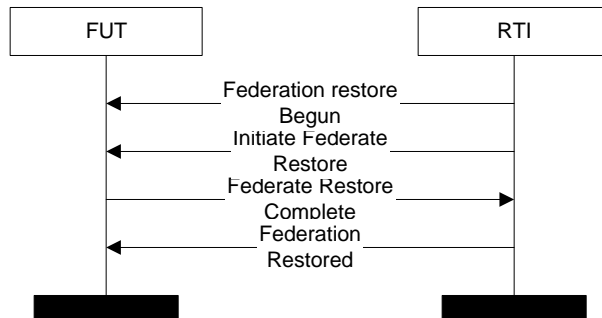 FUT
RTI
Federation restore
Begun
Initiate Federate
Restore
Federate Restore
Complete
Federation
Restored